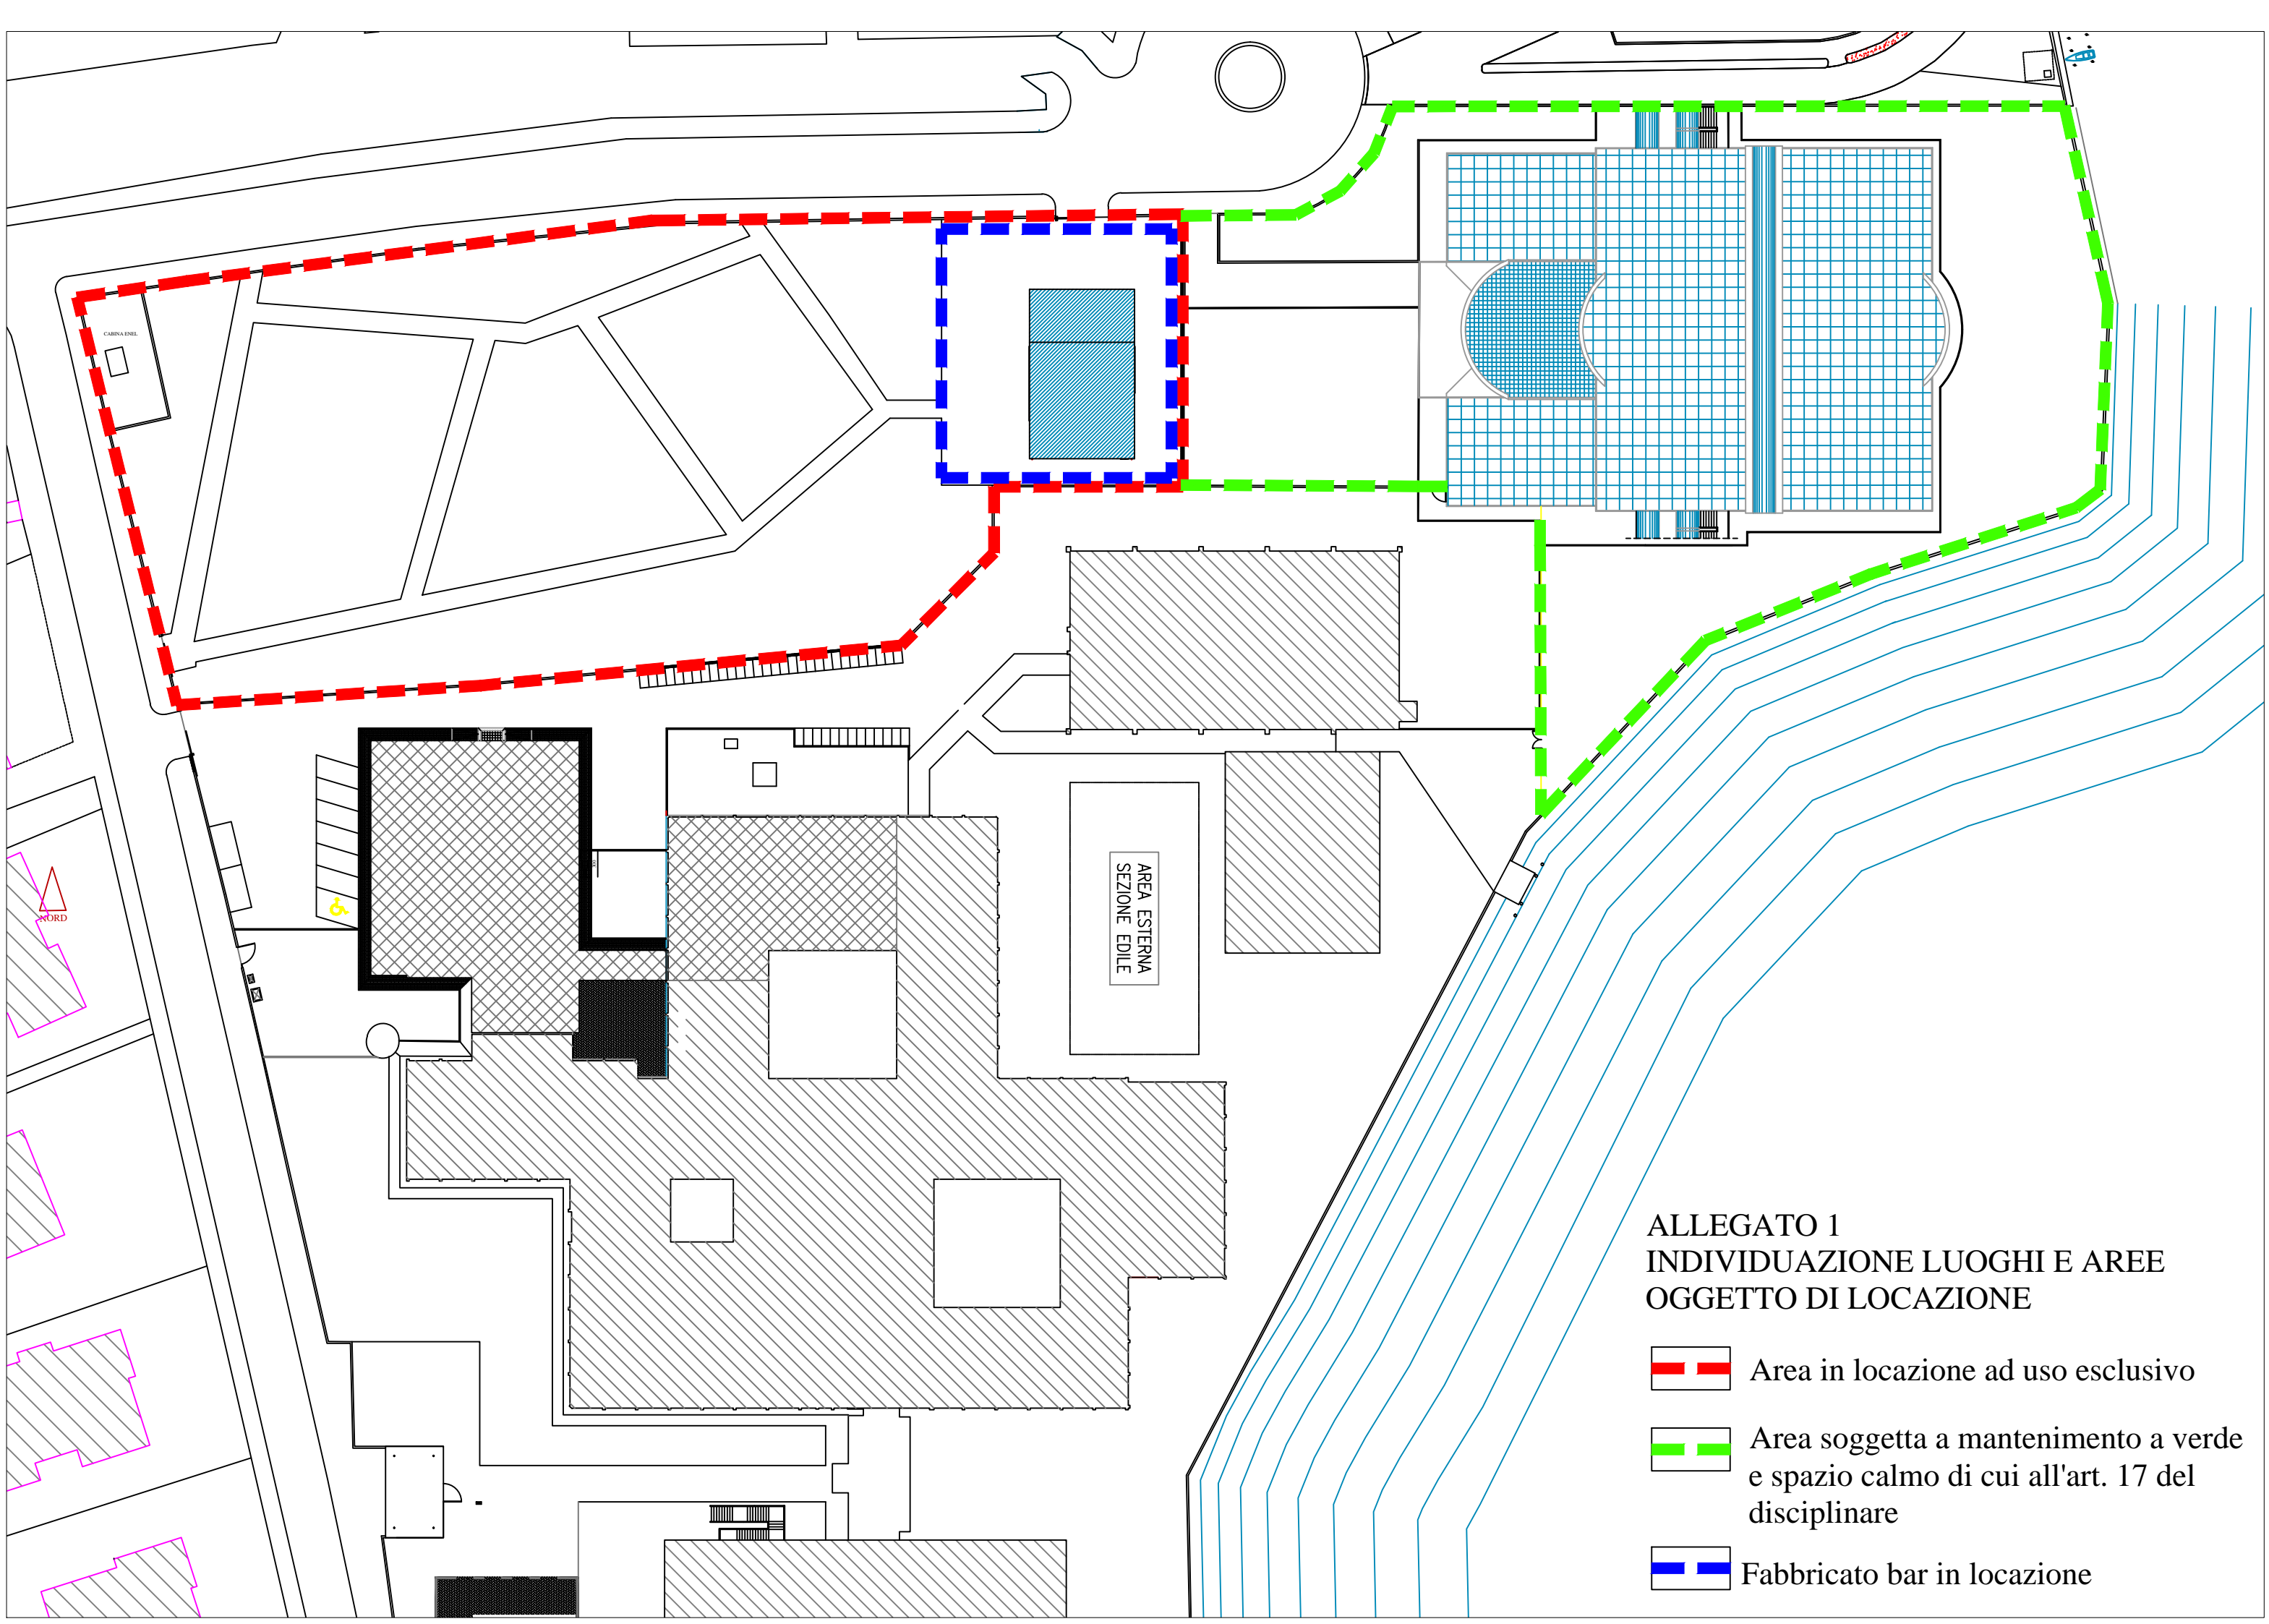 CABINA ENEL
NORD
AREA ESTERNA
SEZIONE EDILE
ALLEGATO 1
INDIVIDUAZIONE LUOGHI E AREE
OGGETTO DI LOCAZIONE
Area in locazione ad uso esclusivo
Area soggetta a mantenimento a verde
e spazio calmo di cui all'art. 17 del
disciplinare
Fabbricato bar in locazione